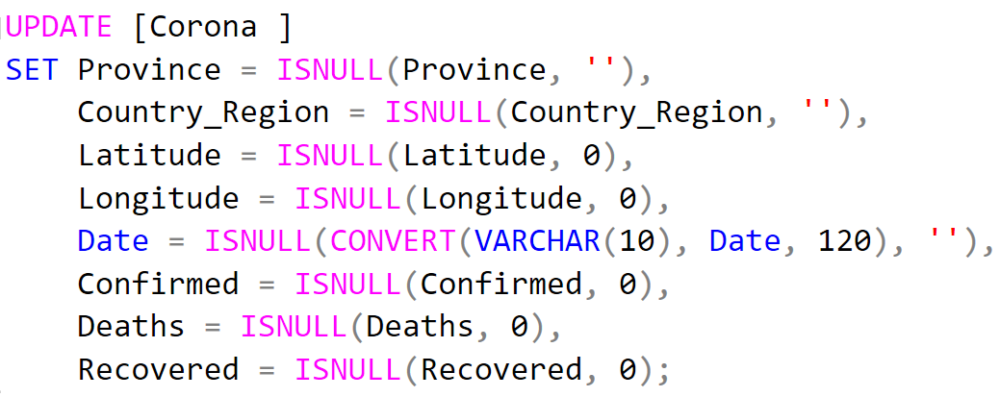 UPDATE [Corona ]
SET Province = ISNULL(Province, ''),
Country_Region = ISNULL(Country_Region, ''),
Latitude = ISNULL(Latitude, 0),
Longitude = ISNULL(Longitude, 0),
Date = ISNULL(CONVERT(VARCHAR(10), Date, 120), ''),
Confirmed = ISNULL(Confirmed, 0),
Deaths = ISNULL(Deaths, 0),
Recovered = ISNULL(Recovered, 0);